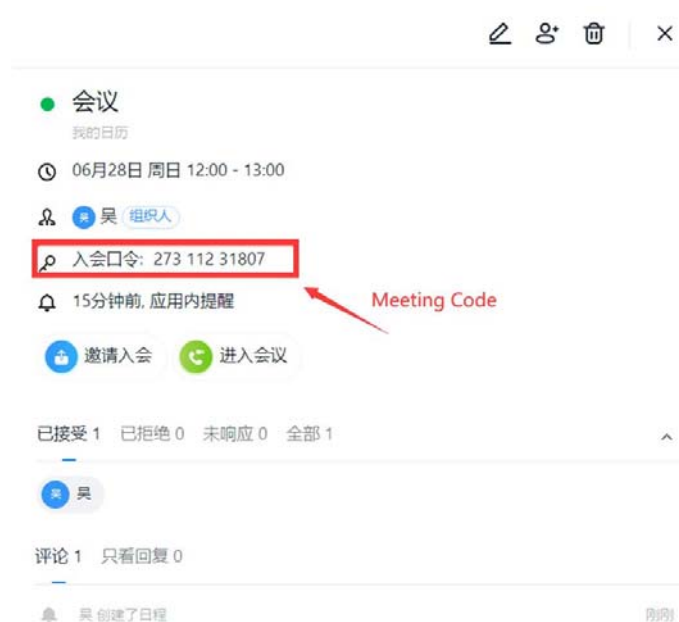 会议
我的日历
06月28日 周日 12:00 - 13:00
吴 吴 组织人
入会口令: 273 112 31807
15分钟前, 应用内提醒
Meeting Code
邀请入会 进入会议
已接受 1 已拒绝 0 未响应 0 全部 1
吴 吴
评论 1 只看回复 0
吴 创建了日程 刚刚